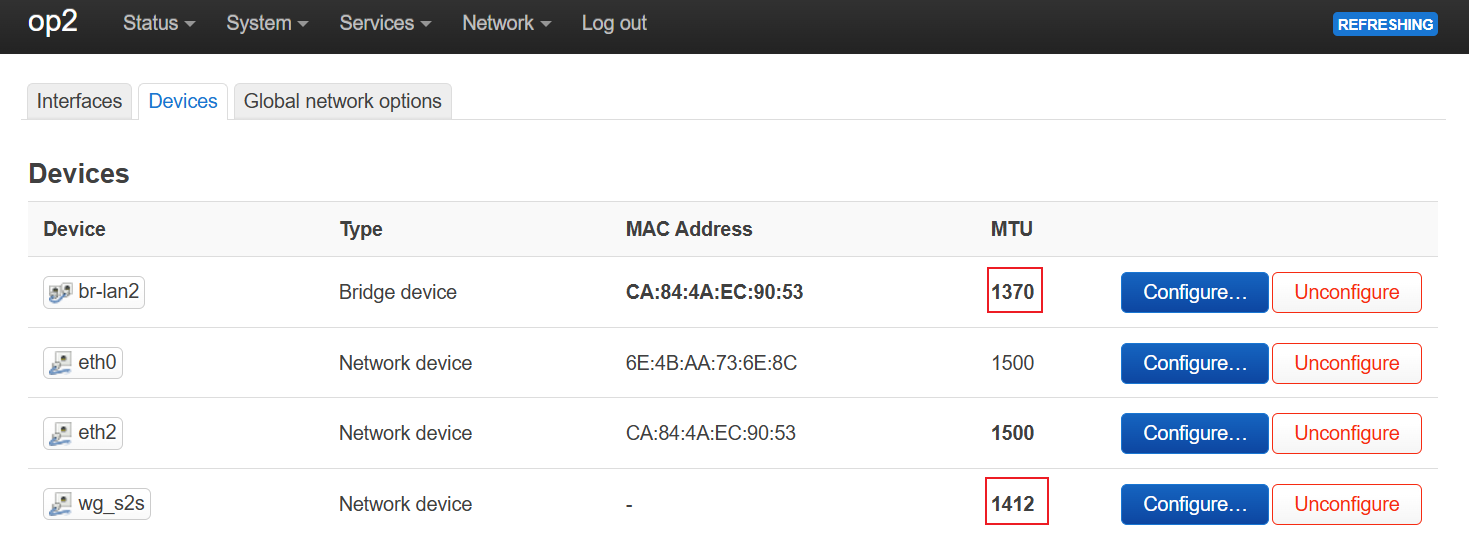 op2 Status System Services Network Log out REFRESHING
Interfaces Devices Global network options
Devices
Device Type MAC Address MTU
br-lan2 Bridge device CA:84:4A:EC:90:53 1370 Configure… Unconfigure
eth0 Network device 6E:4B:AA:73:6E:8C 1500 Configure… Unconfigure
eth2 Network device CA:84:4A:EC:90:53 1500 Configure… Unconfigure
wg_s2s Network device - 1412 Configure… Unconfigure